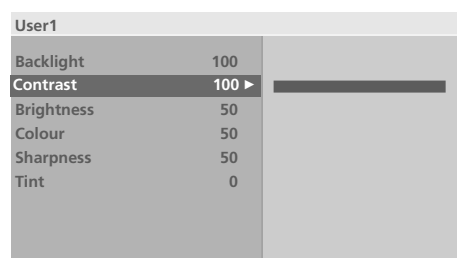 User1
Backlight 100
Contrast 100 ►
Brightness 50
Colour 50
Sharpness 50
Tint 0